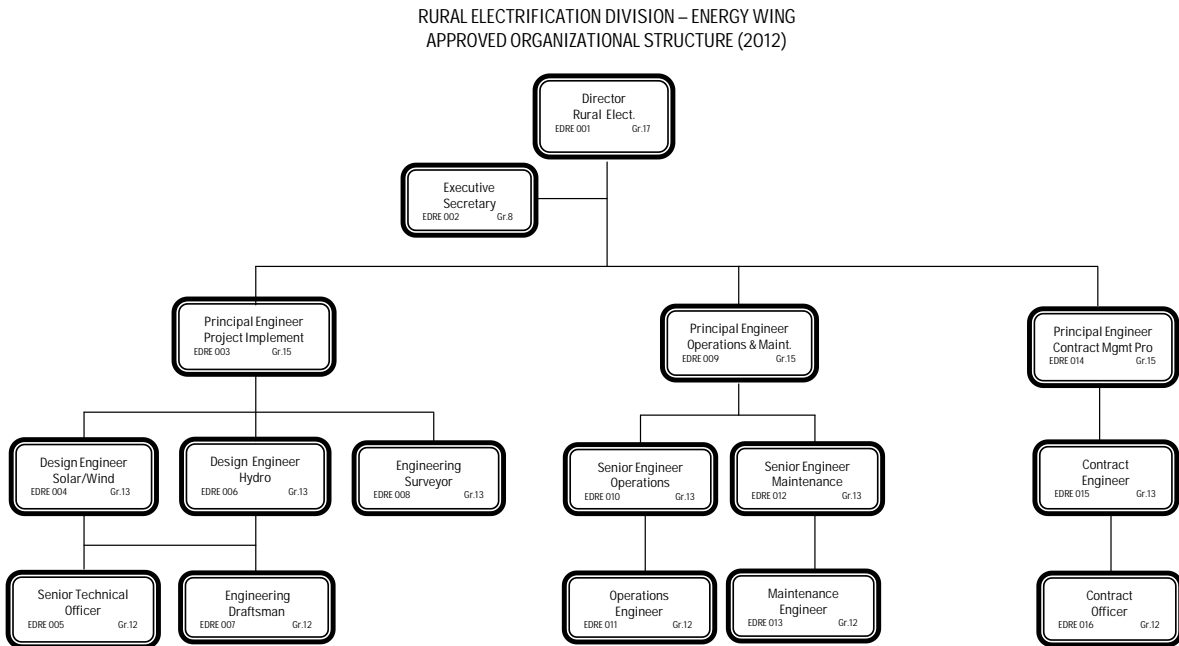 RURAL ELECTRIFICATION DIVISION – ENERGY WING
APPROVED ORGANIZATIONAL STRUCTURE (2012)
Director
Rural Elect.
EDRE 001 Gr.17
Executive
Secretary
EDRE 002 Gr.8
Principal Engineer
Project Implement
EDRE 003 Gr.15
Principal Engineer
Operations & Maint.
EDRE 009 Gr.15
Principal Engineer
Contract Mgmt Pro
EDRE 014 Gr.15
Design Engineer
Solar/Wind
EDRE 004 Gr.13
Design Engineer
Hydro
EDRE 006 Gr.13
Engineering
Surveyor
EDRE 008 Gr.13
Senior Engineer
Operations
EDRE 010 Gr.13
Senior Engineer
Maintenance
EDRE 012 Gr.13
Contract
Engineer
EDRE 015 Gr.13
Senior Technical
Officer
EDRE 005 Gr.12
Engineering
Draftsman
EDRE 007 Gr.12
Operations
Engineer
EDRE 011 Gr.12
Maintenance
Engineer
EDRE 013 Gr.12
Contract
Officer
EDRE 016 Gr.12